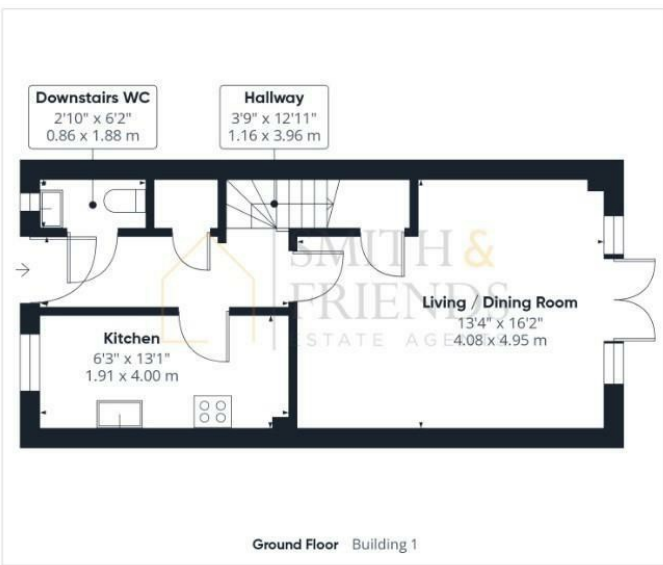 Downstairs WC
2'10" x 6'2"
0.86 x 1.88 m
Hallway
3'9" x 12'11"
1.16 x 3.96 m
SMITH &
FRIENDS
ESTATE AGENTS
Living / Dining Room
13'4" x 16'2"
4.08 x 4.95 m
Kitchen
6'3" x 13'1"
1.91 x 4.00 m
Ground Floor Building 1